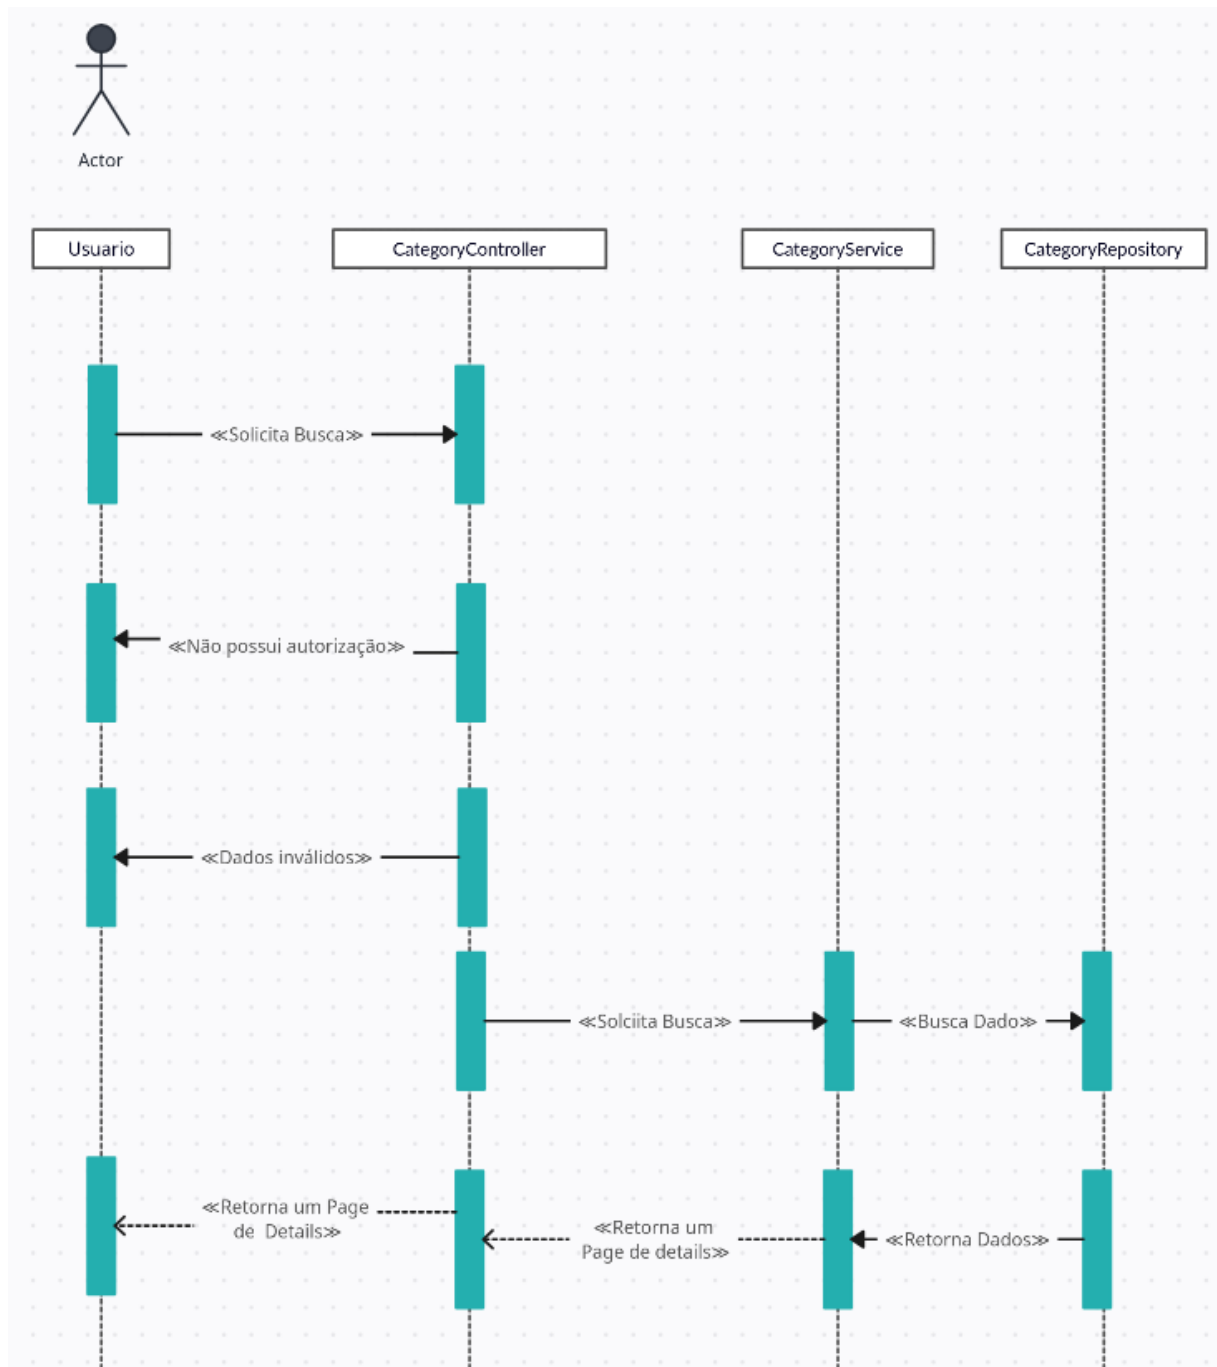 Actor
Usuario
CategoryController
CategoryService
CategoryRepository
≪Solicita Busca≫
≪Não possui autorização≫
≪Dados inválidos≫
≪Solciita Busca≫
≪Busca Dado≫
≪Retorna um Page
de Details≫
≪Retorna um
Page de details≫
≪Retorna Dados≫